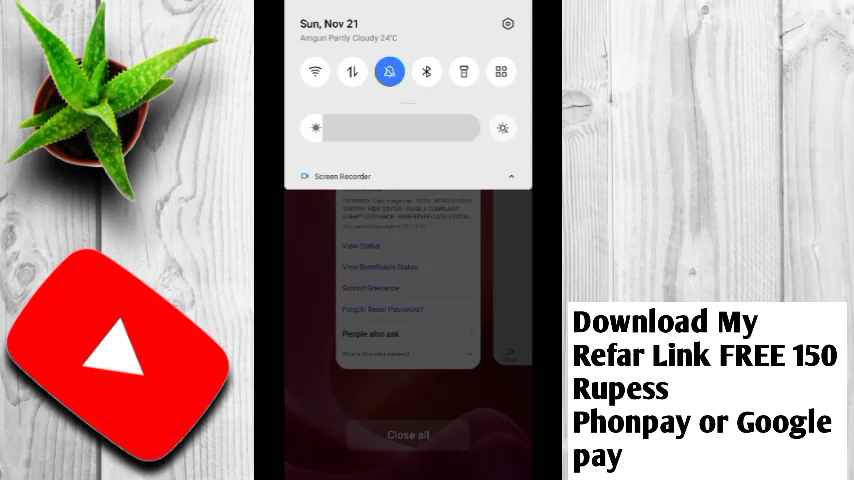 Sun, Nov 21
Amguri Partly Cloudy 24°C
Screen Recorder
View Status
View Beneficiary Status
Submit Grievance
Forgot/ Reset Password?
People also ask
Close all
Download My
Refar Link FREE 150
Rupess
Phonpay or Google
pay